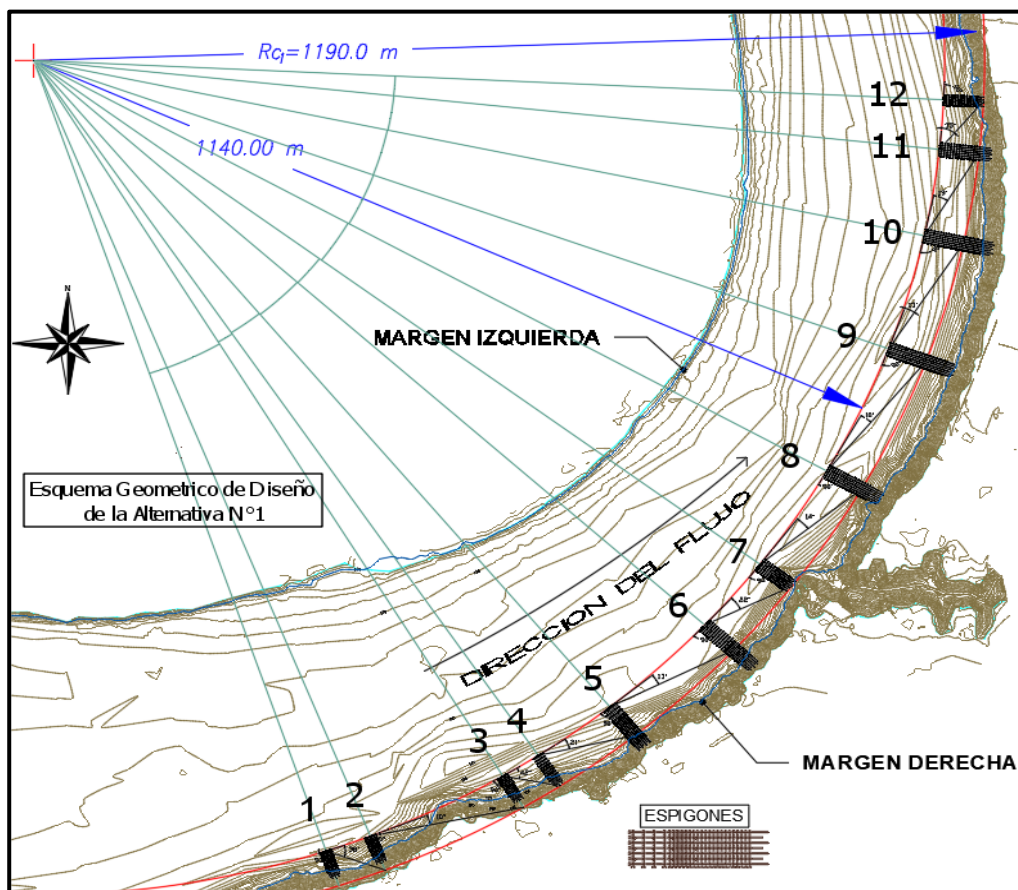 Rc₁=1190.0 m
1140.00 m
12
11
10
9
8
7
6
5
4
3
2
1
N
MARGEN IZQUIERDA
Esquema Geometrico de Diseño
de la Alternativa N°1
DIRECCION DEL FLUJO
MARGEN DERECHA
ESPIGONES